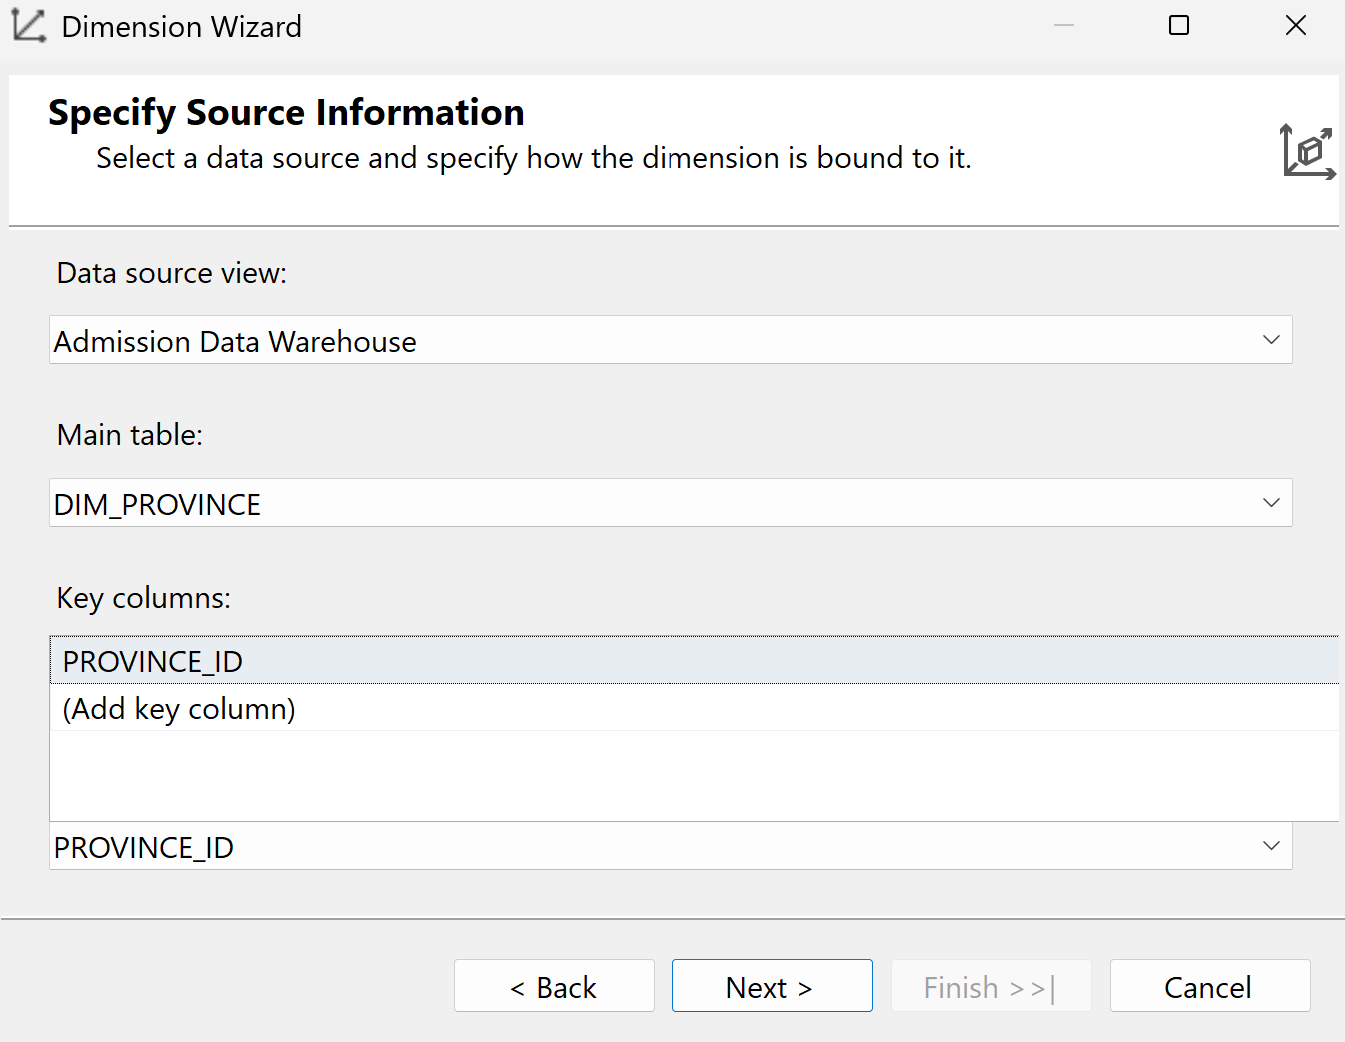 Dimension Wizard
Specify Source Information
Select a data source and specify how the dimension is bound to it.
Data source view:
Admission Data Warehouse
Main table:
DIM_PROVINCE
Key columns:
PROVINCE_ID
(Add key column)
PROVINCE_ID
< Back
Next >
Finish >>|
Cancel